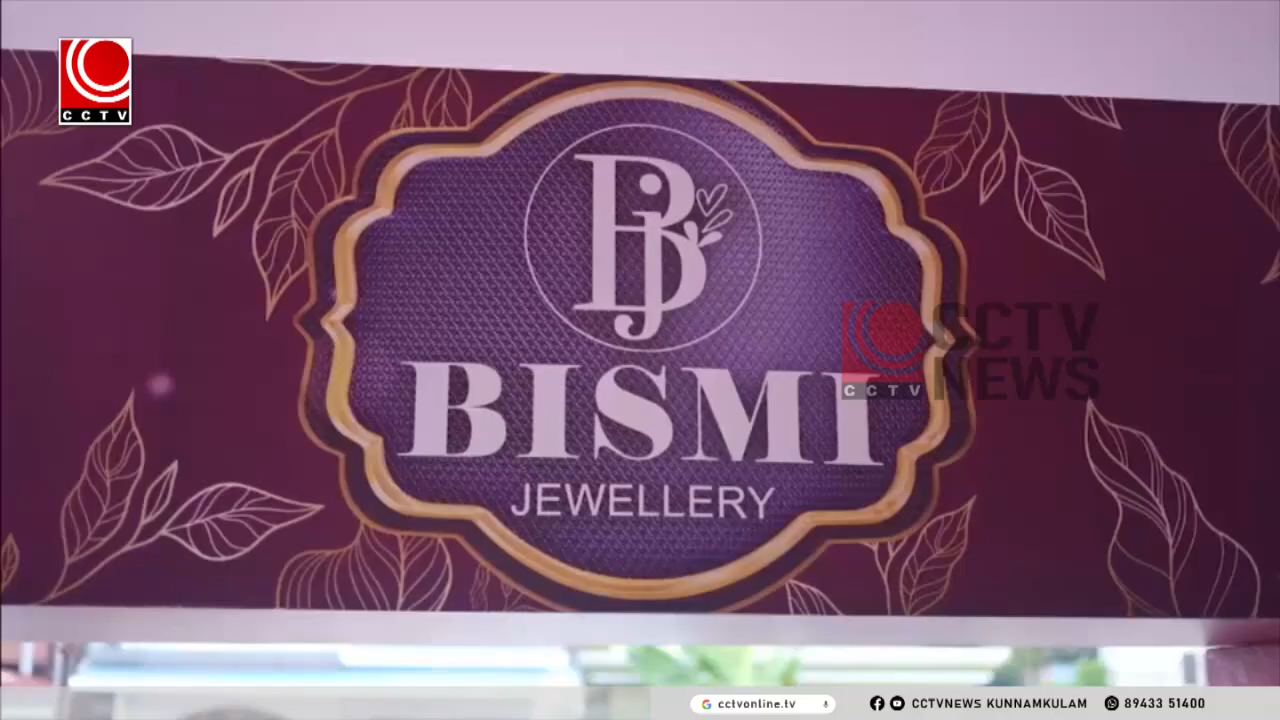 CCTV
BJ
BISMI
JEWELLERY
CCTV
CCTV
NEWS
cctvonline.tv
CCTVNEWS KUNNAMKULAM
89433 51400